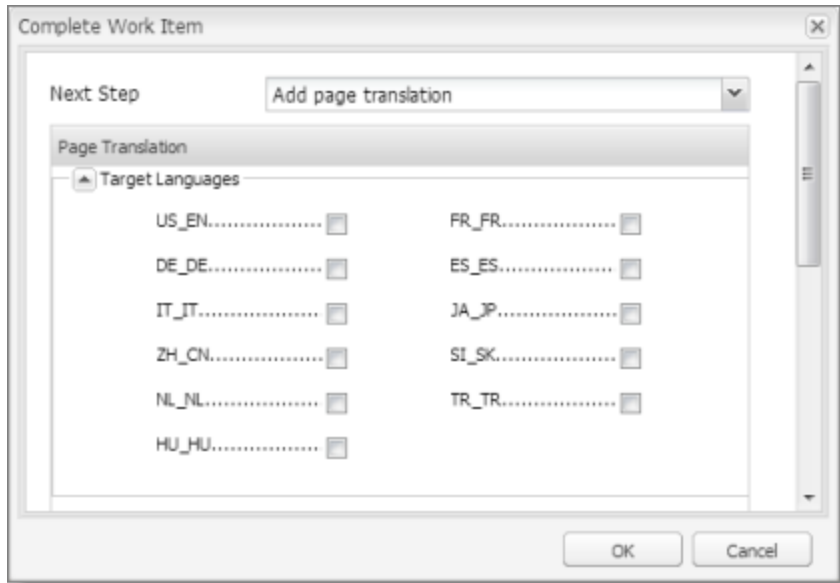 Complete Work Item
Next Step Add page translation
Page Translation
Target Languages
US_EN................... FR_FR...................
DE_DE................... ES_ES...................
IT_IT.................... JA_JP....................
ZH_CN................... SI_SK...................
NL_NL................... TR_TR...................
HU_HU...................
OK Cancel